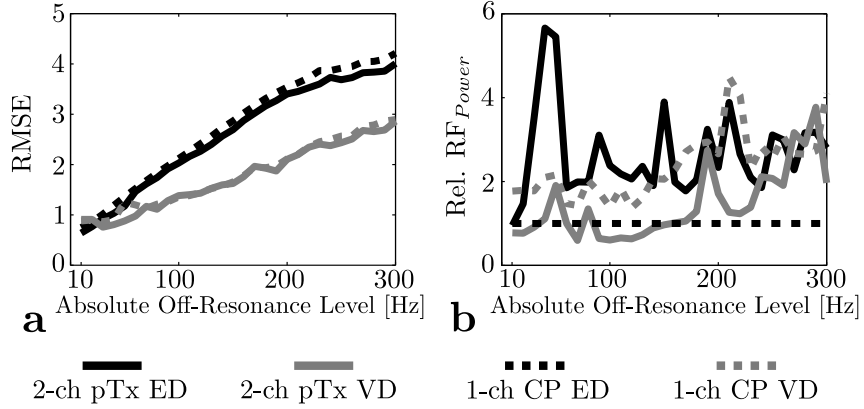 5
4
3
2
1
0
RMSE
10 100 200 300
Absolute Off-Resonance Level [Hz]
a
6
4
2
0
Rel. RF Power
10 100 200 300
Absolute Off-Resonance Level [Hz]
b
2-ch pTx ED
2-ch pTx VD
1-ch CP ED
1-ch CP VD